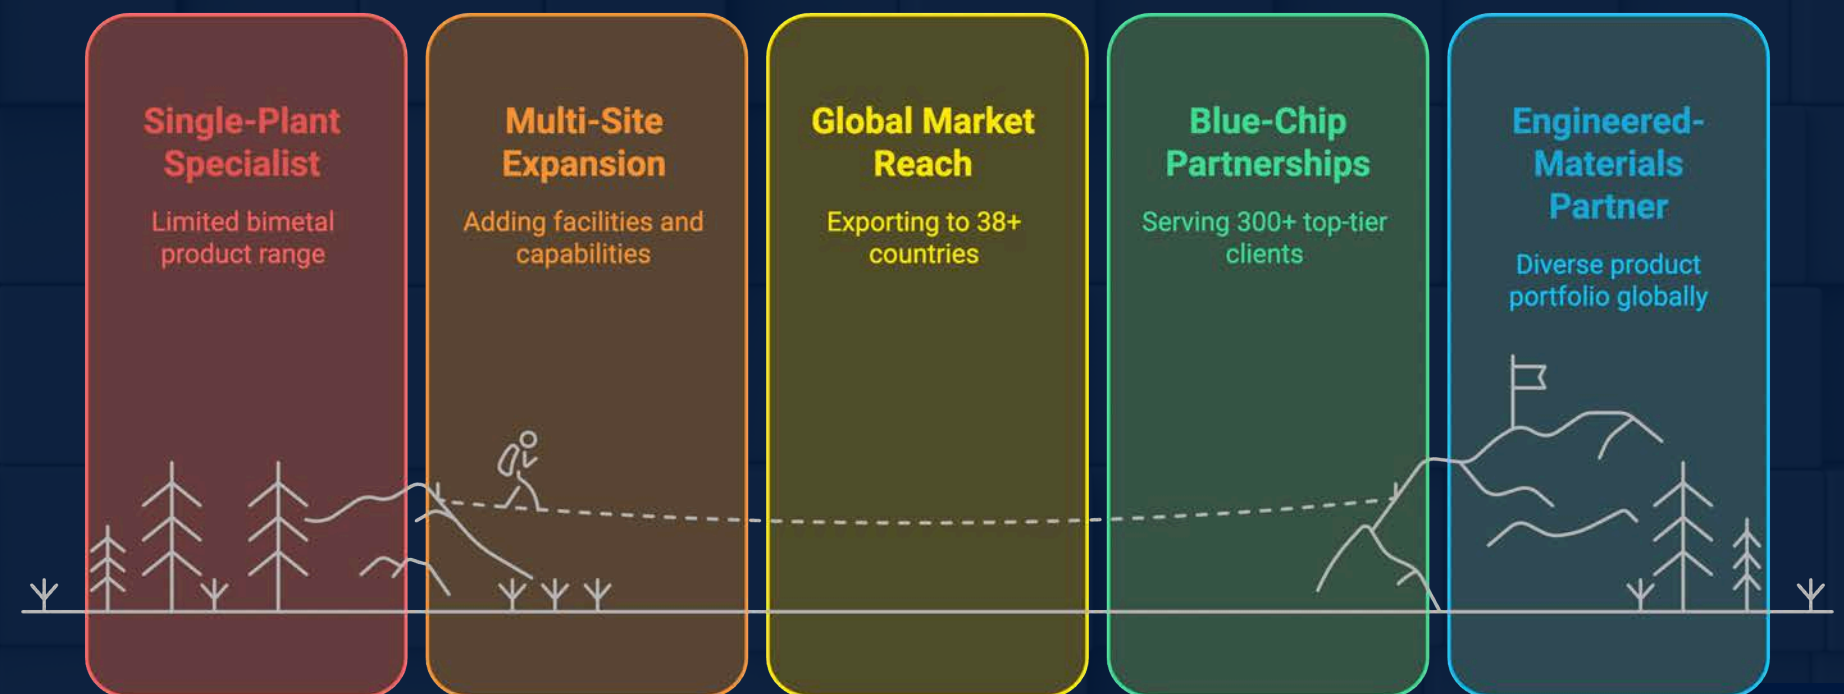 Single-Plant
Specialist
Limited bimetal
product range
Multi-Site
Expansion
Adding facilities and
capabilities
Global Market
Reach
Exporting to 38+
countries
Blue-Chip
Partnerships
Serving 300+ top-tier
clients
Engineered-
Materials
Partner
Diverse product
portfolio globally